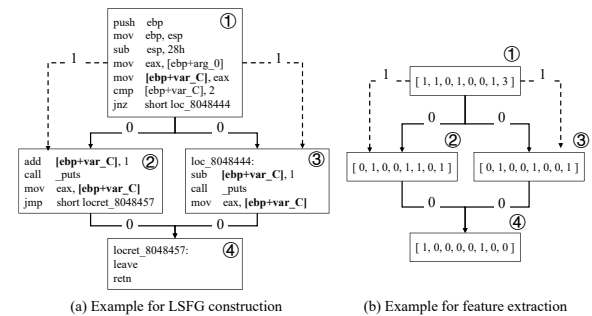 ①
push ebp
mov ebp, esp
sub esp, 28h
mov eax, [ebp+arg_0]
mov [ebp+var_C], eax
cmp [ebp+var_C], 2
jnz short loc_8048444
1
1
0
0
②
add [ebp+var_C], 1
call _puts
mov eax, [ebp+var_C]
jmp short locret_8048457
③
loc_8048444:
sub [ebp+var_C], 1
call _puts
mov eax, [ebp+var_C]
0
0
④
locret_8048457:
leave
retn
(a) Example for LSFG construction
①
[ 1, 1, 0, 1, 0, 0, 1, 3 ]
1
1
0
0
②
[ 0, 1, 0, 0, 1, 1, 0, 1 ]
③
[ 0, 1, 0, 0, 1, 0, 0, 1 ]
0
0
④
[ 1, 0, 0, 0, 0, 1, 0, 0 ]
(b) Example for feature extraction